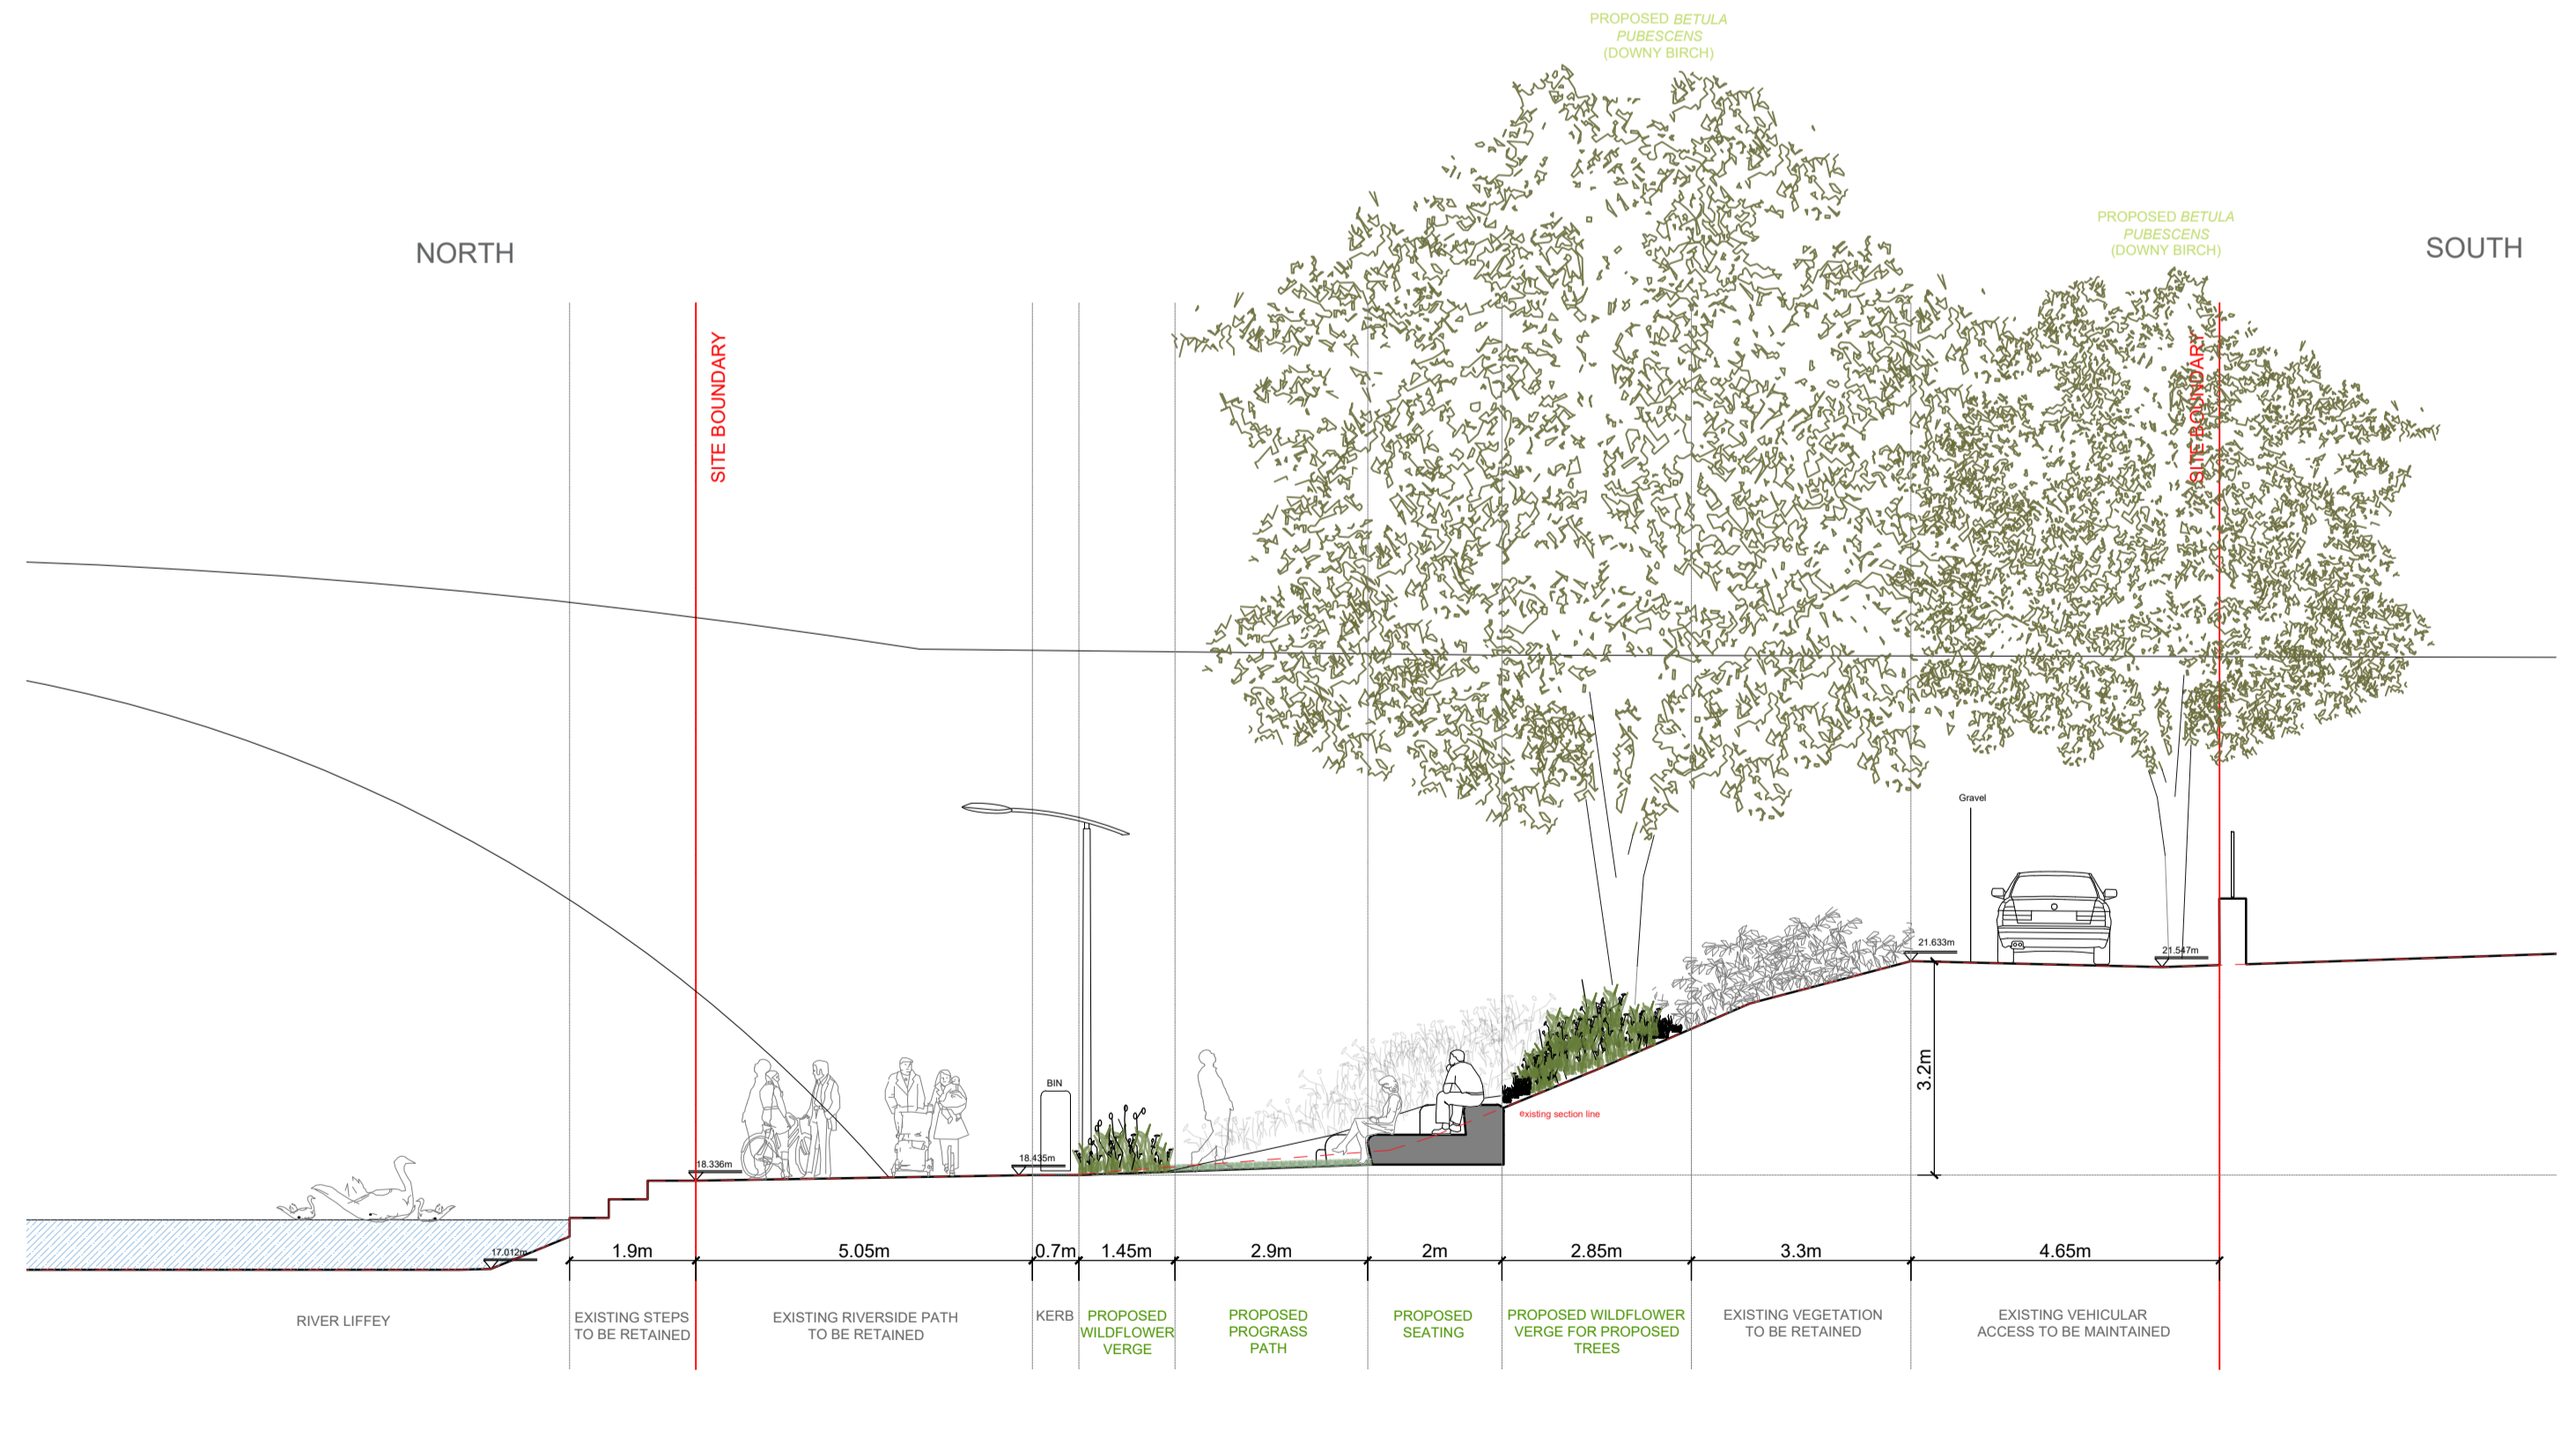 PROPOSED BETULA
PUBESCENS
(DOWNY BIRCH)
PROPOSED BETULA
PUBESCENS
(DOWNY BIRCH)
NORTH
SOUTH
SITE BOUNDARY
SITE BOUNDARY
Gravel
21.633m
21.547m
BIN
3.2m
existing section line
18.336m
18.435m
17.012m
1.9m
5.05m
0.7m
1.45m
2.9m
2m
2.85m
3.3m
4.65m
RIVER LIFFEY
EXISTING STEPS
TO BE RETAINED
EXISTING RIVERSIDE PATH
TO BE RETAINED
KERB
PROPOSED
WILDFLOWER
VERGE
PROPOSED
PROGRASS
PATH
PROPOSED
SEATING
PROPOSED WILDFLOWER
VERGE FOR PROPOSED
TREES
EXISTING VEGETATION
TO BE RETAINED
EXISTING VEHICULAR
ACCESS TO BE MAINTAINED